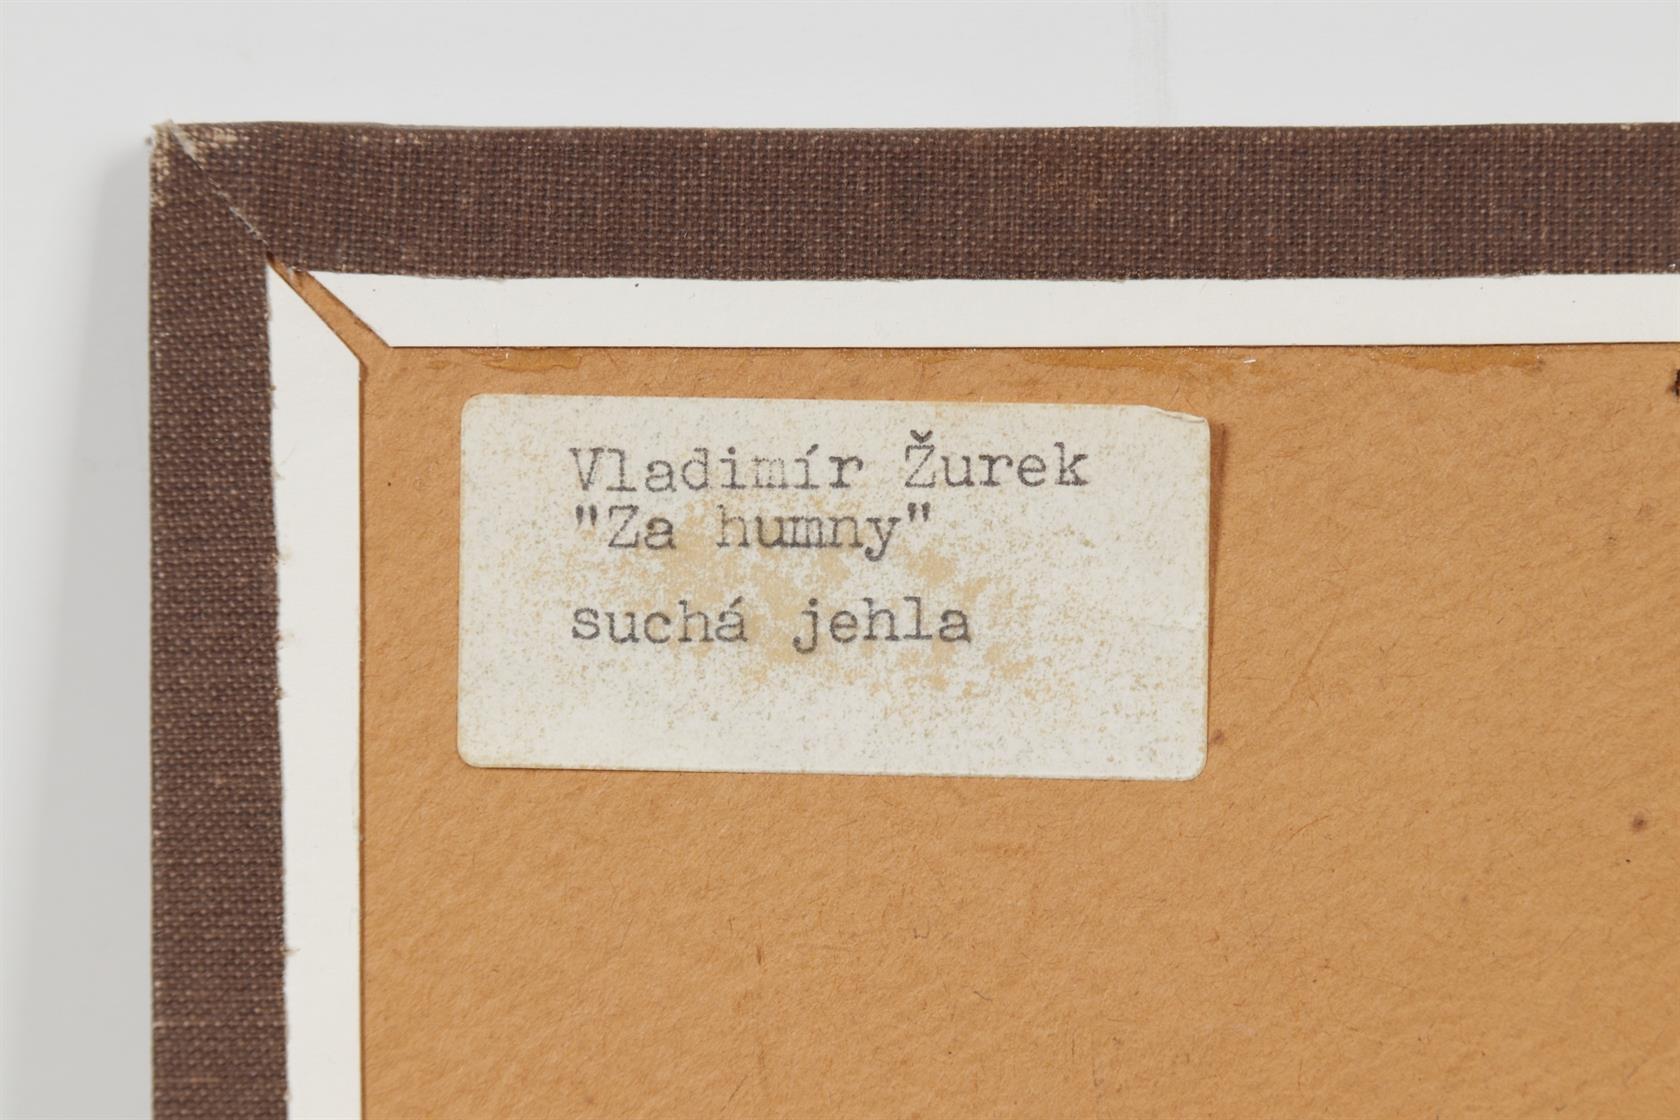 Vladimír Žurek
"Za humny"
suchá jehla